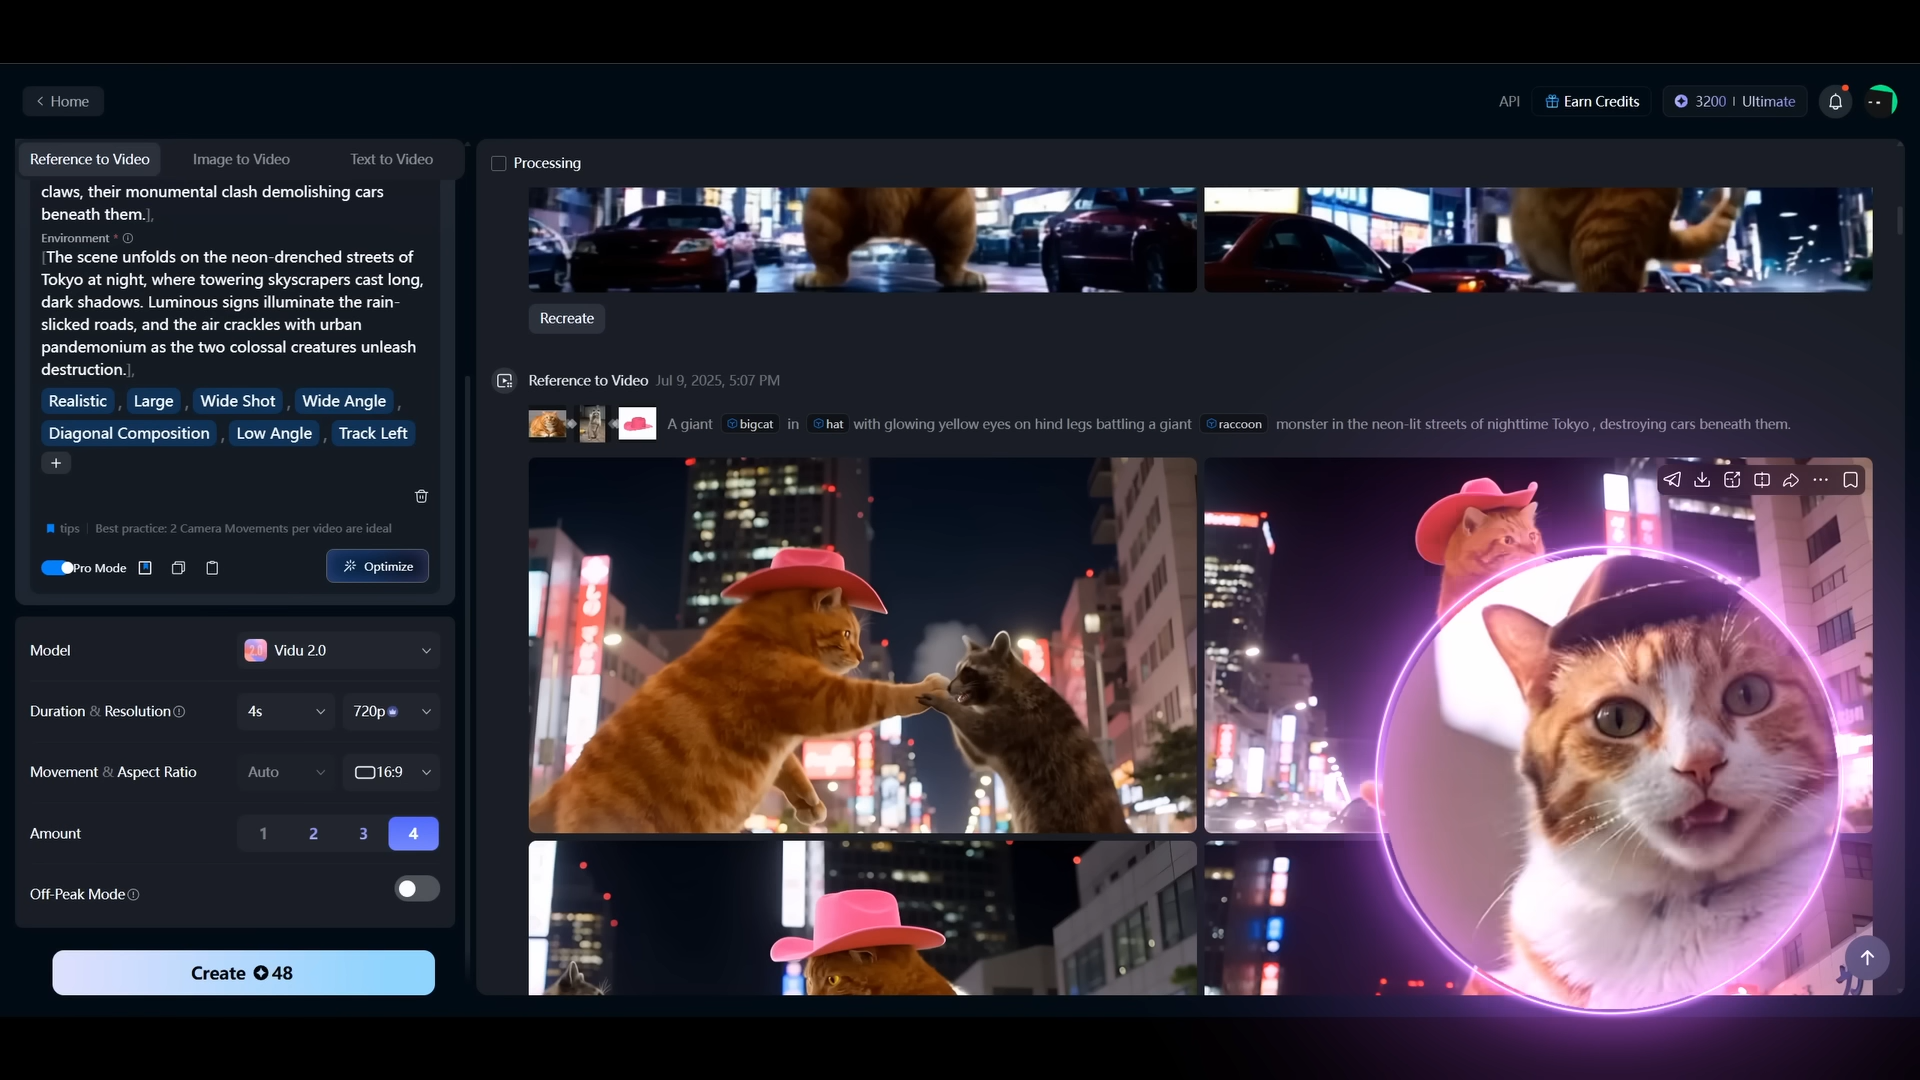 Home
API
Earn Credits
3200 | Ultimate
Reference to Video
Image to Video
Text to Video
claws, their monumental clash demolishing cars
beneath them.],
Environment *
[The scene unfolds on the neon-drenched streets of
Tokyo at night, where towering skyscrapers cast long,
dark shadows. Luminous signs illuminate the rain-
slicked roads, and the air crackles with urban
pandemonium as the two colossal creatures unleash
destruction.],
Realistic , Large , Wide Shot , Wide Angle ,
Diagonal Composition , Low Angle , Track Left
+
tips | Best practice: 2 Camera Movements per video are ideal
Pro Mode
Optimize
Model
2.0 Vidu 2.0
Duration & Resolution
4s
720p
Movement & Aspect Ratio
Auto
16:9
Amount
1 2 3 4
Off-Peak Mode
Create 48
Processing
Recreate
Reference to Video Jul 9, 2025, 5:07 PM
A giant bigcat in hat with glowing yellow eyes on hind legs battling a giant raccoon monster in the neon-lit streets of nighttime Tokyo , destroying cars beneath them.